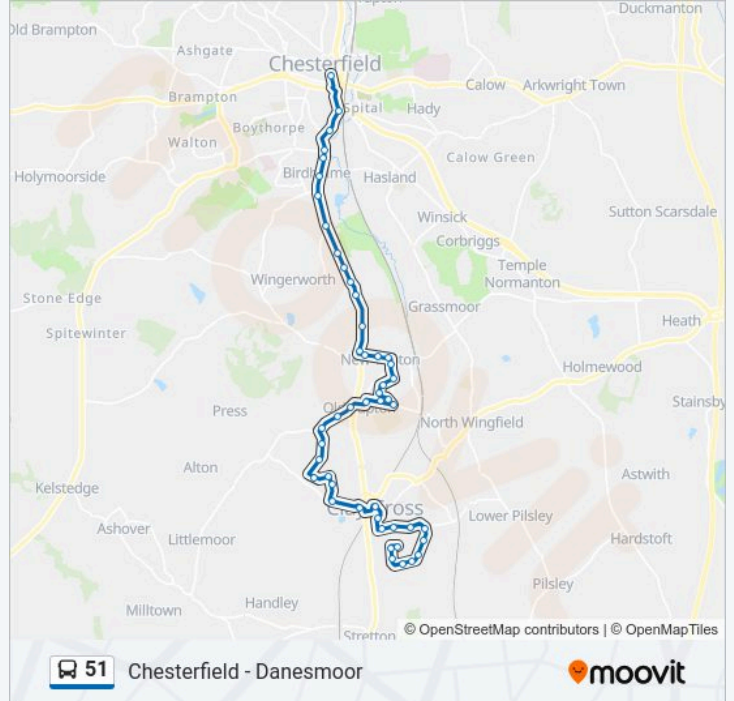 Duckmanton
Old Brampton
Ashgate
Chesterfield
Calow
Arkwright Town
Brampton
Spital
Hady
Boythorpe
Walton
Calow Green
Holymoorside
Hasland
Winsick
Sutton Scarsdale
Corbriggs
Temple
Normanton
Wingerworth
Stone Edge
Grassmoor
Heath
Spitewinter
Holmewood
Stainsby
Press
North Wingfield
Alton
Astwith
Kelstedge
Lower Pilsley
Ashover
Littlemoor
Hardstoft
Pilsley
Handley
Milltown
Stretton
© OpenStreetMap contributors | © OpenMapTiles
51 Chesterfield - Danesmoor
moovit